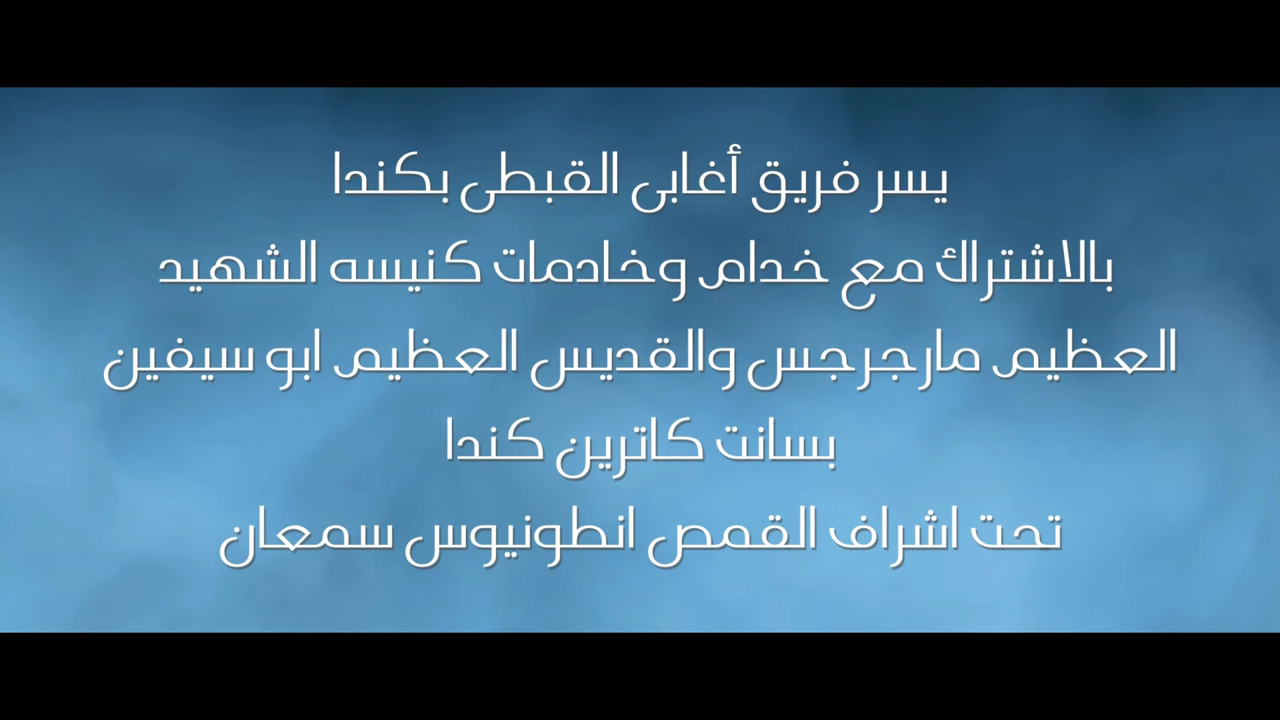 يسر فريق أغابى القبطى بكندا
بالاشتراك مع خدام وخادمات كنيسه الشهيد
العظيم مارجرجس والقديس العظيم ابو سيفين
بسانت كاترين كندا
تحت اشراف القمص انطونيوس سمعان